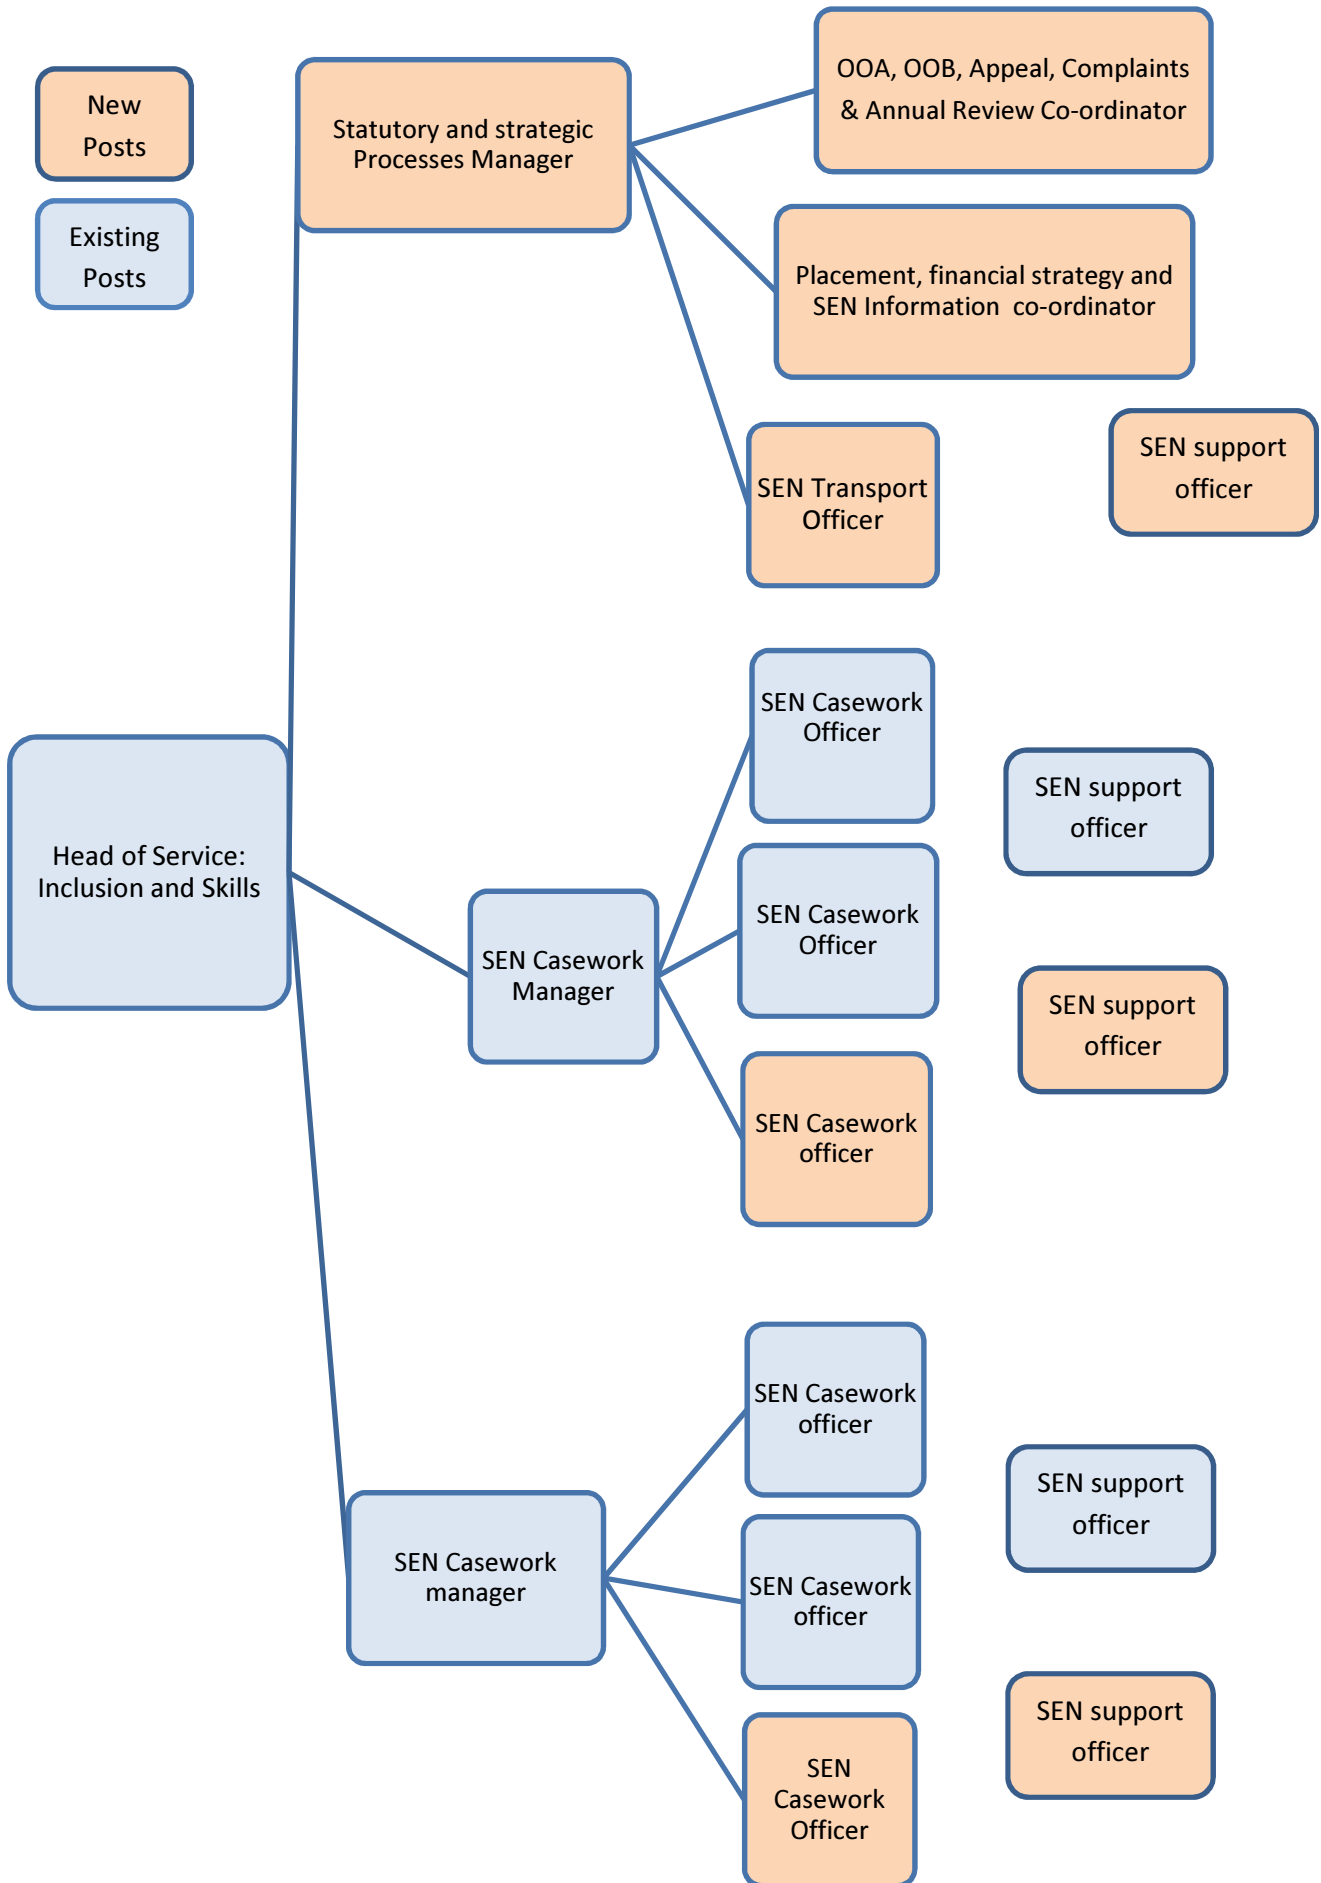 New
Posts
Existing
Posts
Statutory and strategic
Processes Manager
OOA, OOB, Appeal, Complaints
& Annual Review Co-ordinator
Placement, financial strategy and
SEN Information  co-ordinator
SEN Transport
Officer
SEN support
officer
Head of Service:
Inclusion and Skills
SEN Casework
Manager
SEN Casework
Officer
SEN Casework
Officer
SEN Casework
officer
SEN support
officer
SEN support
officer
SEN Casework
manager
SEN Casework
officer
SEN Casework
officer
SEN
Casework
Officer
SEN support
officer
SEN support
officer